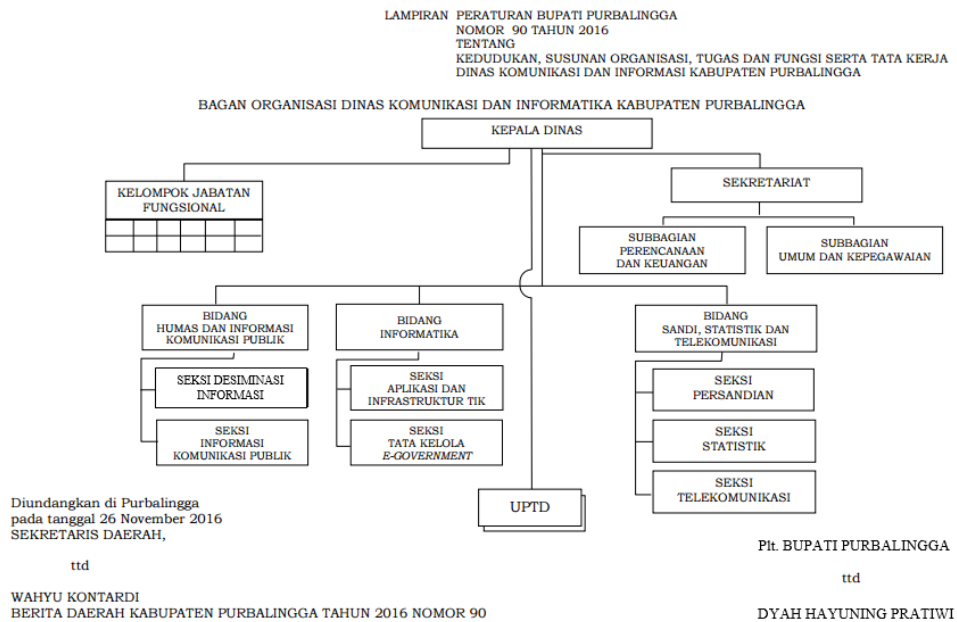 LAMPIRAN PERATURAN BUPATI PURBALINGGA
NOMOR 90 TAHUN 2016
TENTANG
KEDUDUKAN, SUSUNAN ORGANISASI, TUGAS DAN FUNGSI SERTA TATA KERJA
DINAS KOMUNIKASI DAN INFORMASI KABUPATEN PURBALINGGA
BAGAN ORGANISASI DINAS KOMUNIKASI DAN INFORMATIKA KABUPATEN PURBALINGGA
KEPALA DINAS
KELOMPOK JABATAN
FUNGSIONAL
SEKRETARIAT
SUBBAGIAN
PERENCANAAN
DAN KEUANGAN
SUBBAGIAN
UMUM DAN KEPEGAWAIAN
BIDANG
HUMAS DAN INFORMASI
KOMUNIKASI PUBLIK
SEKSI DESIMINASI
INFORMASI
SEKSI
INFORMASI
KOMUNIKASI PUBLIK
BIDANG
INFORMATIKA
SEKSI
APLIKASI DAN
INFRASTRUKTUR TIK
SEKSI
TATA KELOLA
E-GOVERNMENT
BIDANG
SANDI, STATISTIK DAN
TELEKOMUNIKASI
SEKSI
PERSANDIAN
SEKSI
STATISTIK
SEKSI
TELEKOMUNIKASI
UPTD
Diundangkan di Purbalingga
pada tanggal 26 November 2016
SEKRETARIS DAERAH,
ttd
WAHYU KONTARDI
BERITA DAERAH KABUPATEN PURBALINGGA TAHUN 2016 NOMOR 90
Plt. BUPATI PURBALINGGA
ttd
DYAH HAYUNING PRATIWI